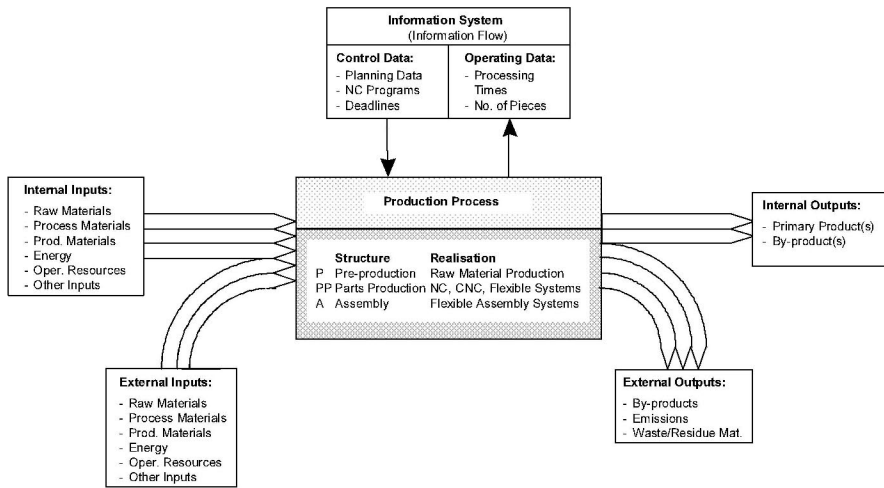 Information System
(Information Flow)
Control Data:
- Planning Data
- NC Programs
- Deadlines
Operating Data:
- Processing
Times
- No. of Pieces
Internal Inputs:
- Raw Materials
- Process Materials
- Prod. Materials
- Energy
- Oper. Resources
- Other Inputs
Production Process
Structure Realisation
P Pre-production Raw Material Production
PP Parts Production NC, CNC, Flexible Systems
A Assembly Flexible Assembly Systems
Internal Outputs:
- Primary Product(s)
- By-product(s)
External Inputs:
- Raw Materials
- Process Materials
- Prod. Materials
- Energy
- Oper. Resources
- Other Inputs
External Outputs:
- By-products
- Emissions
- Waste/Residue Mat.